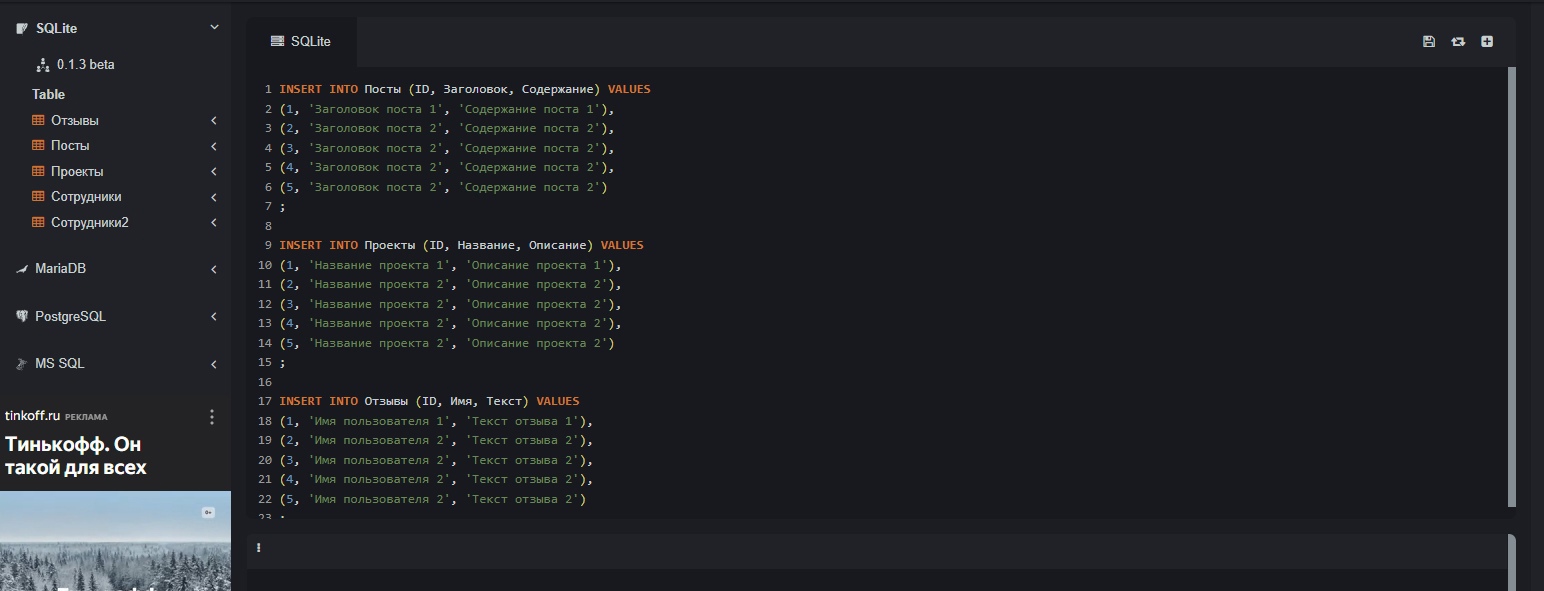 SQLite
0.1.3 beta
Table
Отзывы
Посты
Проекты
Сотрудники
Сотрудники2
MariaDB
PostgreSQL
MS SQL
tinkoff.ru РЕКЛАМА
Тинькофф. Он
такой для всех
0+
SQLite
1 INSERT INTO Посты (ID, Заголовок, Содержание) VALUES
2 (1, 'Заголовок поста 1', 'Содержание поста 1'),
3 (2, 'Заголовок поста 2', 'Содержание поста 2'),
4 (3, 'Заголовок поста 2', 'Содержание поста 2'),
5 (4, 'Заголовок поста 2', 'Содержание поста 2'),
6 (5, 'Заголовок поста 2', 'Содержание поста 2')
7 ;
8
9 INSERT INTO Проекты (ID, Название, Описание) VALUES
10 (1, 'Название проекта 1', 'Описание проекта 1'),
11 (2, 'Название проекта 2', 'Описание проекта 2'),
12 (3, 'Название проекта 2', 'Описание проекта 2'),
13 (4, 'Название проекта 2', 'Описание проекта 2'),
14 (5, 'Название проекта 2', 'Описание проекта 2')
15 ;
16
17 INSERT INTO Отзывы (ID, Имя, Текст) VALUES
18 (1, 'Имя пользователя 1', 'Текст отзыва 1'),
19 (2, 'Имя пользователя 2', 'Текст отзыва 2'),
20 (3, 'Имя пользователя 2', 'Текст отзыва 2'),
21 (4, 'Имя пользователя 2', 'Текст отзыва 2'),
22 (5, 'Имя пользователя 2', 'Текст отзыва 2')
23 ;